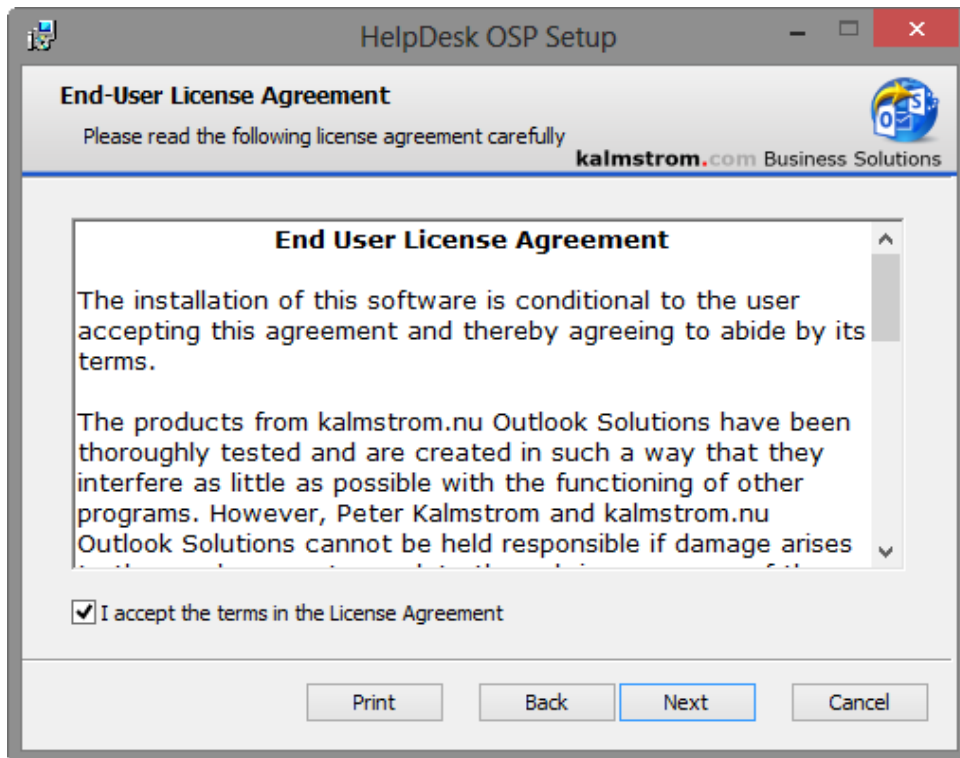 HelpDesk OSP Setup
End-User License Agreement
Please read the following license agreement carefully
kalmstrom.com Business Solutions
End User License Agreement
The installation of this software is conditional to the user
accepting this agreement and thereby agreeing to abide by its
terms.
The products from kalmstrom.nu Outlook Solutions have been
thoroughly tested and are created in such a way that they
interfere as little as possible with the functioning of other
programs. However, Peter Kalmstrom and kalmstrom.nu
Outlook Solutions cannot be held responsible if damage arises
I accept the terms in the License Agreement
Print
Back
Next
Cancel